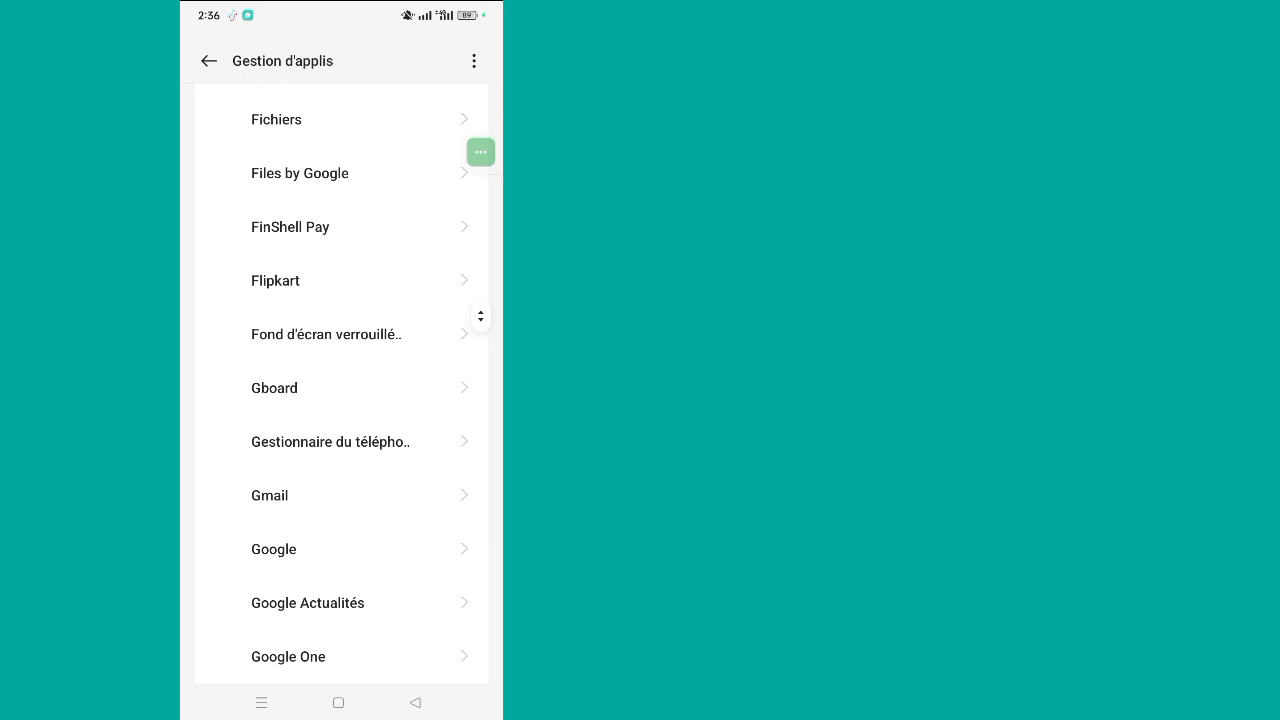 2:36
89
Gestion d'applis
Fichiers
Files by Google
FinShell Pay
Flipkart
Fond d'écran verrouillé..
Gboard
Gestionnaire du télépho..
Gmail
Google
Google Actualités
Google One